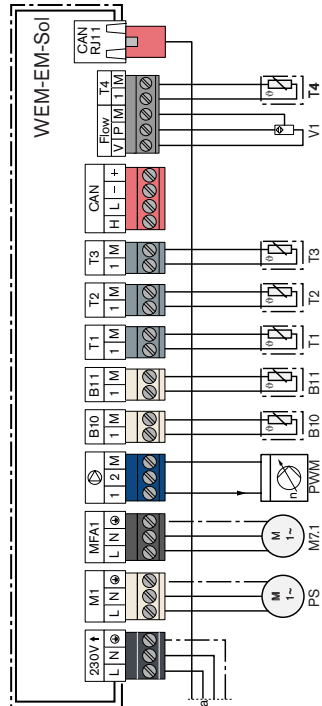 WEM-EM-Sol
CAN
RJ11
230V ↑ M1 MFA1 B10 B11 T1 T2 T3 CAN Flow T4
L N ⏚ L N ⏚ L N ⏚ 1 2 M 1 M 1 M 1 M 1 M 1 M H L − + V P M 1 M
a
M M n ϑ ϑ ϑ ϑ ϑ ϑ
1~ 1~
PS M7.1 PWM B10 B11 T1 T2 T3 V1 T4